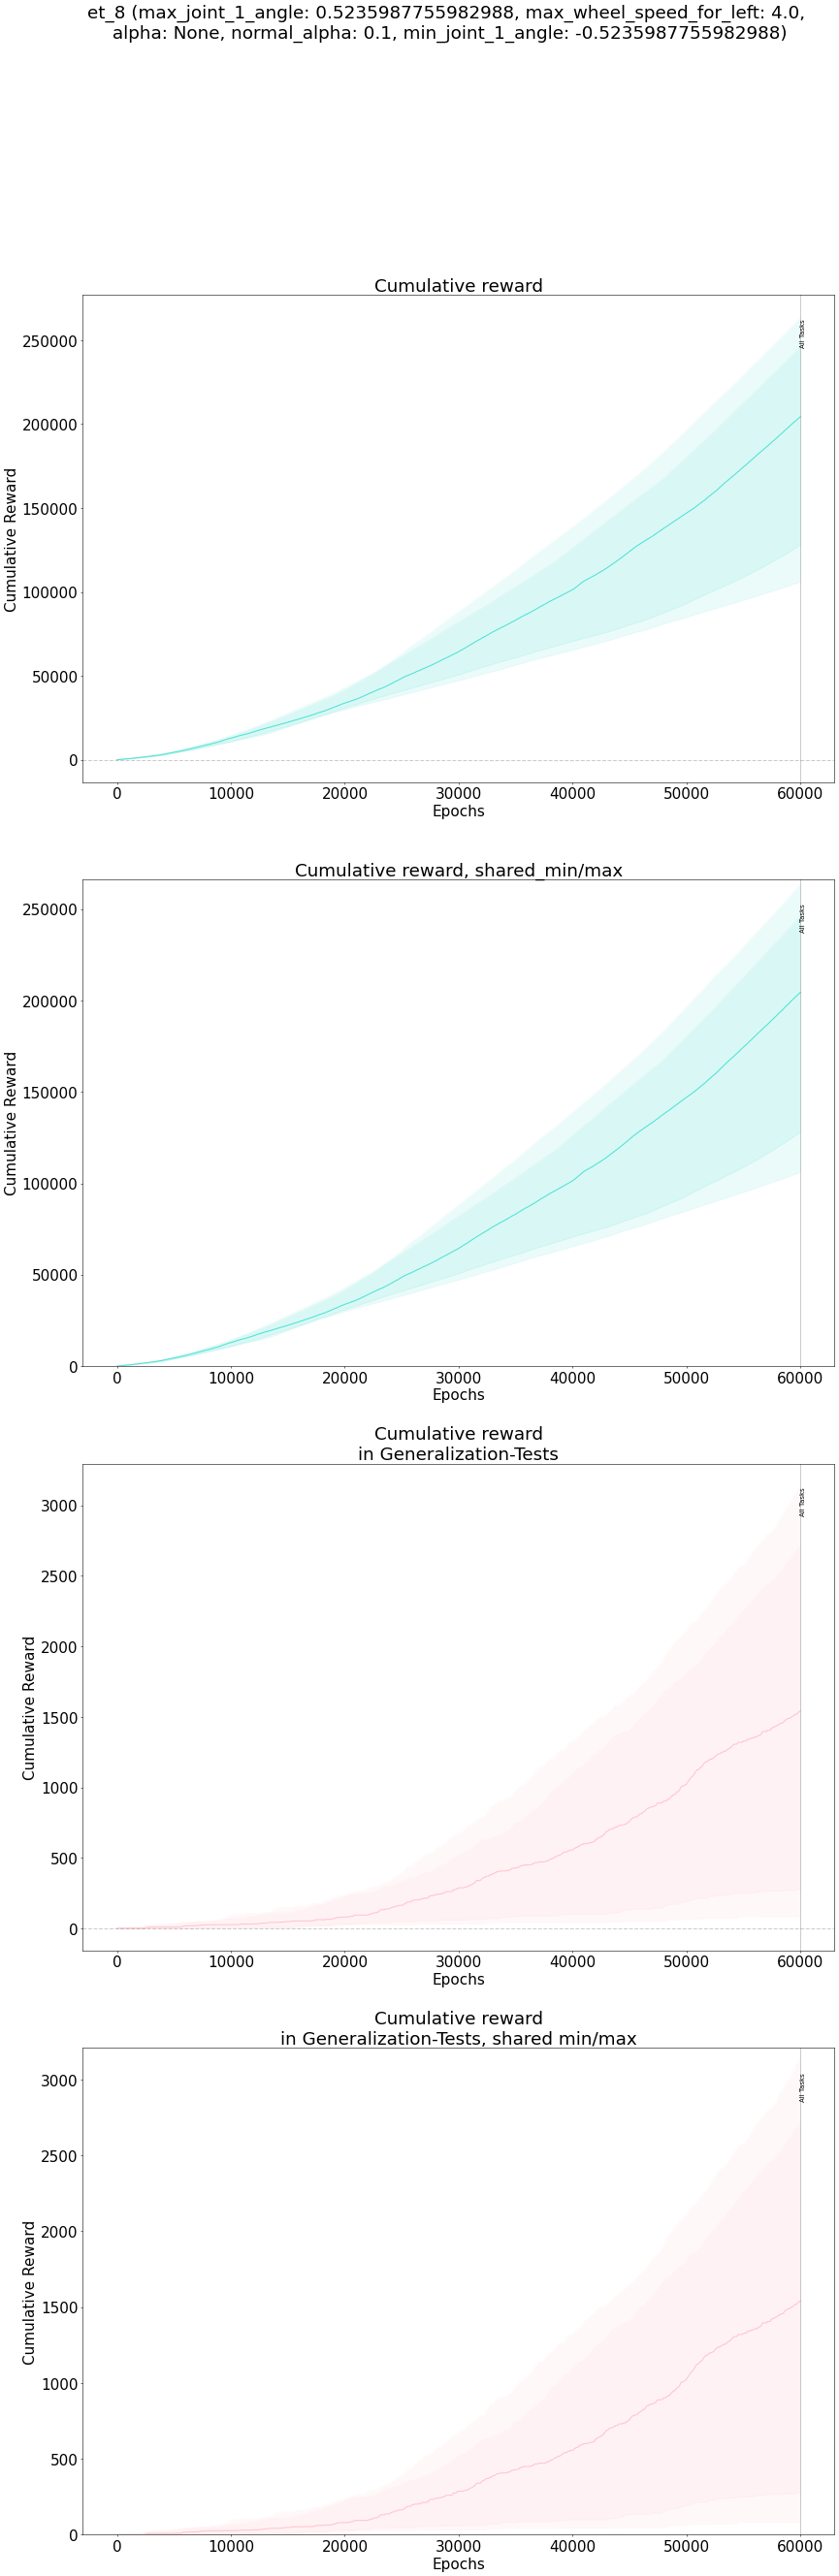 et_8 (max_joint_1_angle: 0.5235987755982988, max_wheel_speed_for_left: 4.0,
alpha: None, normal_alpha: 0.1, min_joint_1_angle: -0.5235987755982988)
Cumulative reward
250000
200000
150000
100000
50000
0
Cumulative Reward
All Tasks
0 10000 20000 30000 40000 50000 60000
Epochs
Cumulative reward, shared_min/max
250000
200000
150000
100000
50000
0
Cumulative Reward
All Tasks
0 10000 20000 30000 40000 50000 60000
Epochs
Cumulative reward
in Generalization-Tests
3000
2500
2000
1500
1000
500
0
Cumulative Reward
All Tasks
0 10000 20000 30000 40000 50000 60000
Epochs
Cumulative reward
in Generalization-Tests, shared min/max
3000
2500
2000
1500
1000
500
0
Cumulative Reward
All Tasks
0 10000 20000 30000 40000 50000 60000
Epochs